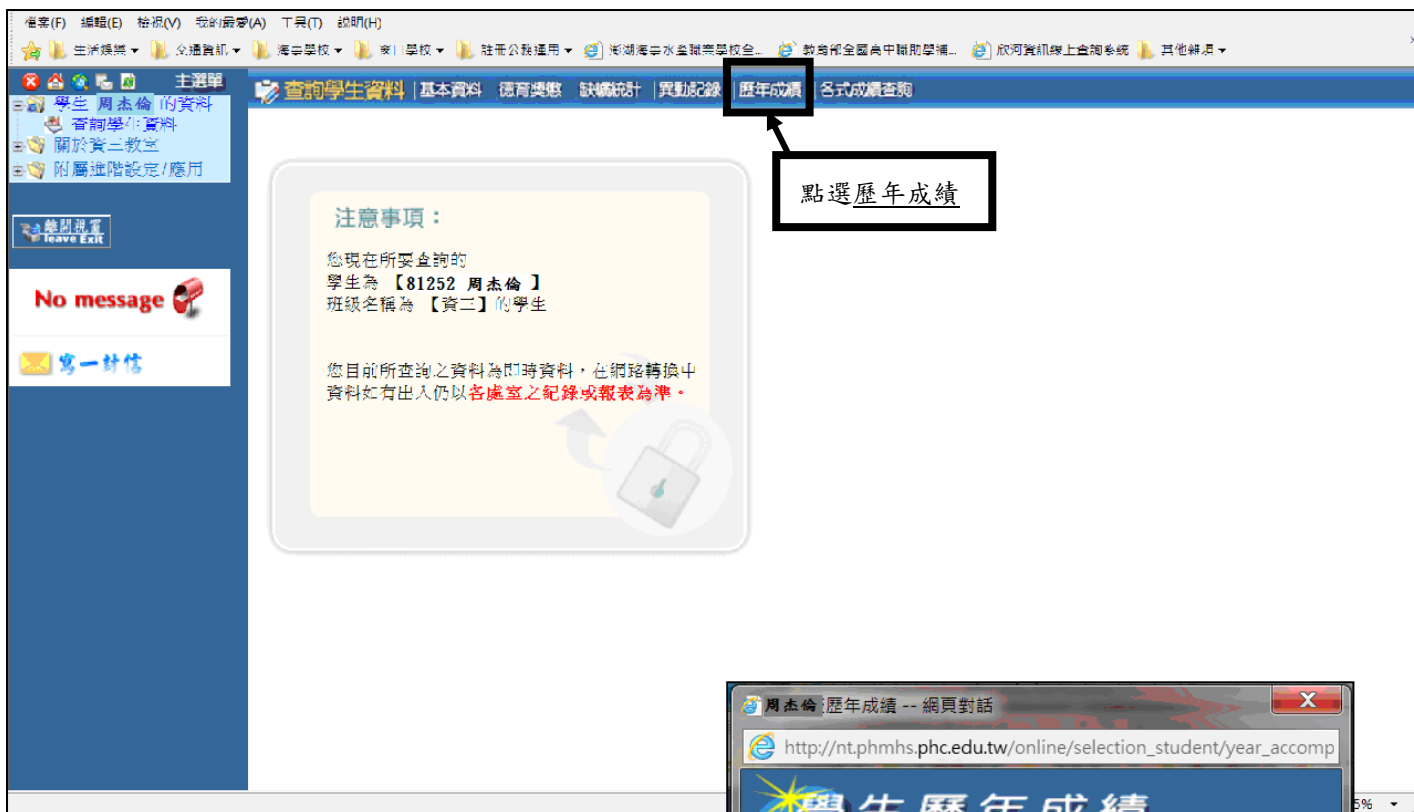 檔案(F) 編輯(E) 檢視(V) 我的最愛(A) 工具(T) 說明(H)
生活娛樂 交通資訊 海事學校 東川學校 註冊公務運用 澎湖海事水產職業學校全... 教育部全國高中職助學補... 欣河資訊線上查詢系統 其他雜項
主選單
學生 周杰倫 的資料
查詢學生資料
關於資三教室
附屬進階設定/應用
離開視窗
leave Exit
No message
寫一封信
查詢學生資料 |基本資料 德育獎懲 缺曠統計 |異動記錄 |歷年成績 |各式成績查詢
點選歷年成績
注意事項：
您現在所要查詢的
學生為 【81252 周杰倫 】
班級名稱為 【資三】的學生
您目前所查詢之資料為即時資料，在網路轉換中
資料如有出入仍以各處室之紀錄或報表為準。
周杰倫 歷年成績 -- 網頁對話
http://nt.phmhs.phc.edu.tw/online/selection_student/year_accomp
學生歷年成績
5%